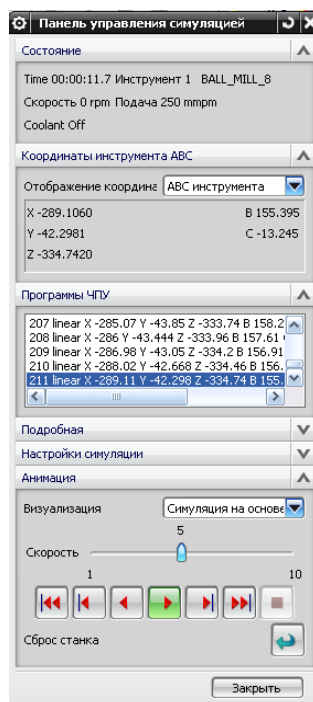 Панель управления симуляцией
Состояние
Time 00:00:11.7 Инструмент 1 BALL_MILL_8
Скорость 0 rpm Подача 250 mmpm
Coolant Off
Координаты инструмента ABC
Отображение координа ABC инструмента
X -289.1060 B 155.395
Y -42.2981 C -13.245
Z -334.7420
Программы ЧПУ
207 linear X -285.07 Y -43.85 Z -333.74 B 158.2
208 linear X -286 Y -43.444 Z -333.96 B 157.61
209 linear X -286.98 Y -43.05 Z -334.2 B 156.91
210 linear X -288.02 Y -42.668 Z -334.46 B 156.
211 linear X -289.11 Y -42.298 Z -334.74 B 155.
Подробная
Настройки симуляции
Анимация
Визуализация Симуляция на основе
5
Скорость
1 10
Сброс станка
Закрыть